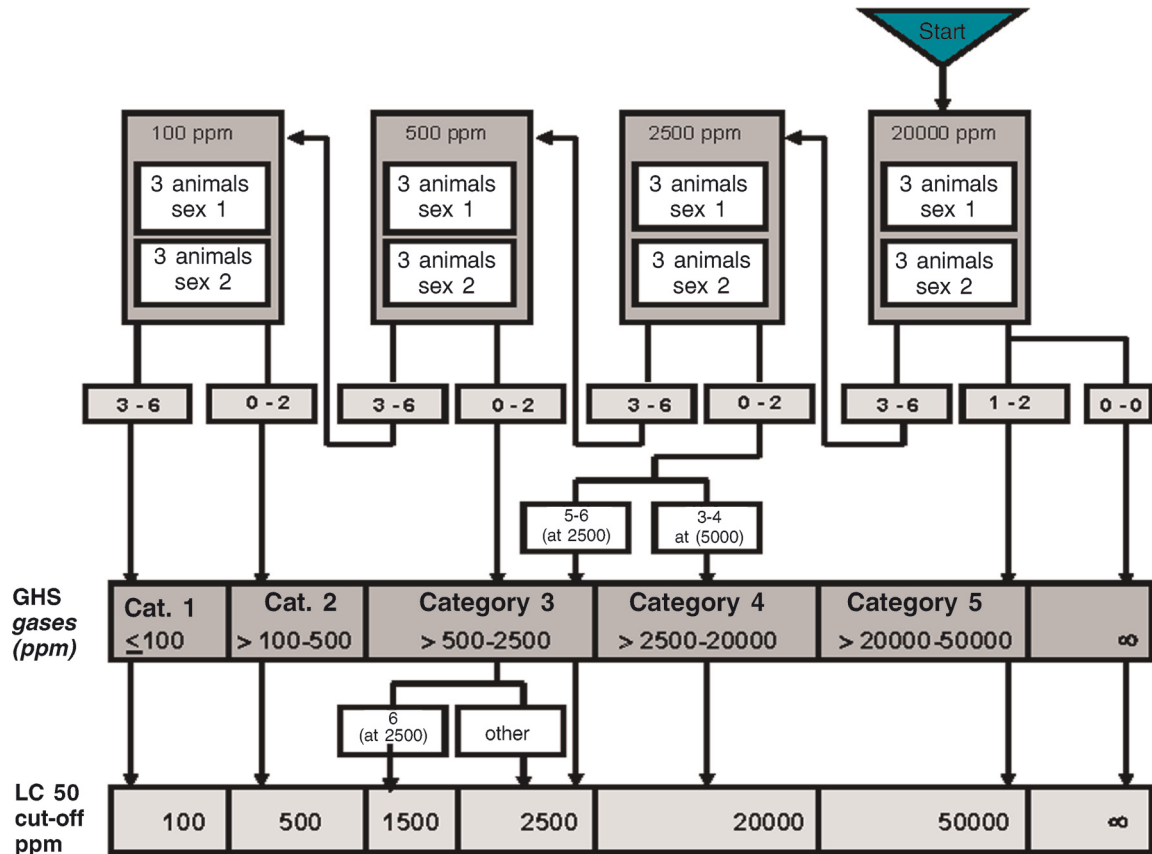 Start
100 ppm
500 ppm
2500 ppm
20000 ppm
3 animals
sex 1
3 animals
sex 1
3 animals
sex 1
3 animals
sex 1
3 animals
sex 2
3 animals
sex 2
3 animals
sex 2
3 animals
sex 2
3 - 6
0 - 2
3 - 6
0 - 2
3 - 6
0 - 2
3 - 6
1 - 2
0 - 0
5-6
(at 2500)
3-4
at (5000)
GHS
gases
(ppm)
Cat. 1
≤100
Cat. 2
> 100-500
Category 3
> 500-2500
Category 4
> 2500-20000
Category 5
> 20000-50000
∞
6
(at 2500)
other
LC 50
cut-off
ppm
100
500
1500
2500
20000
50000
∞